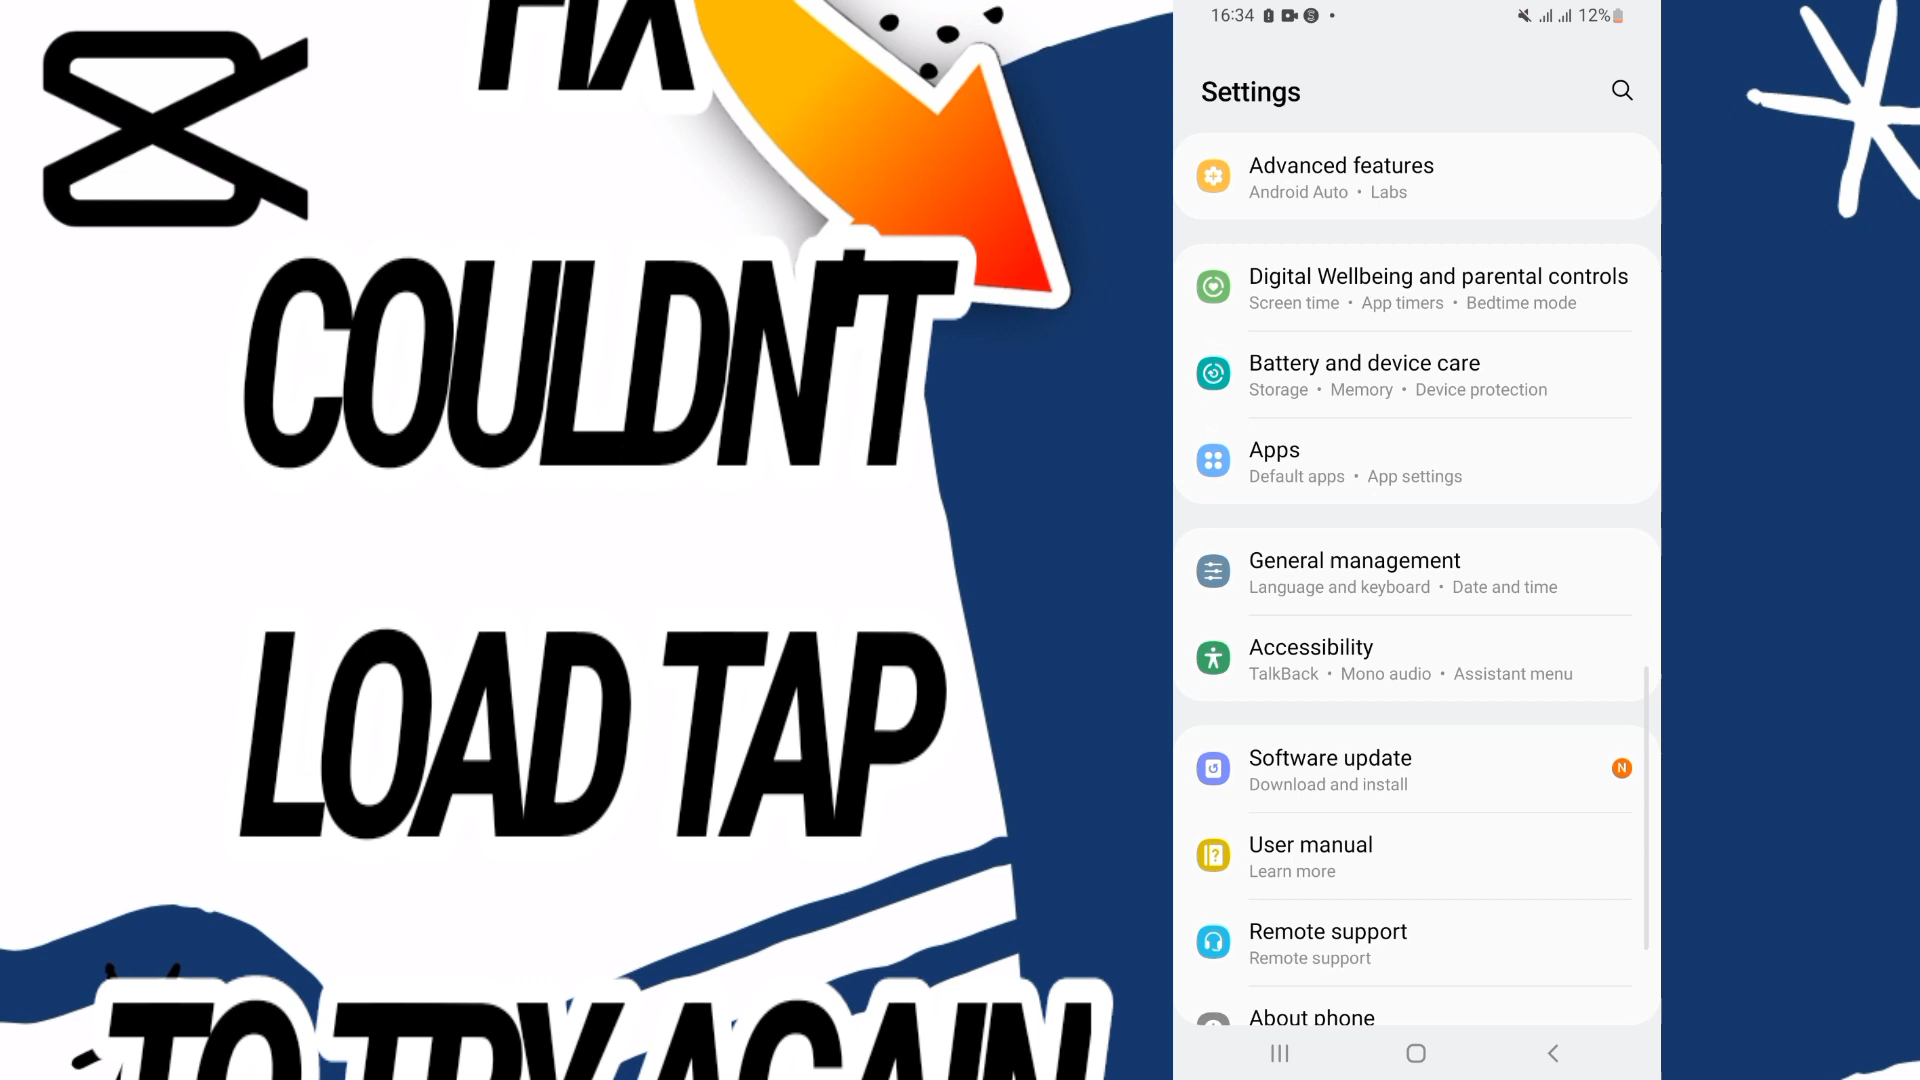 FIX
COULDN'T
LOAD TAP
TO TRY AGAIN
16:34
12%
Settings
Advanced features
Android Auto • Labs
Digital Wellbeing and parental controls
Screen time • App timers • Bedtime mode
Battery and device care
Storage • Memory • Device protection
Apps
Default apps • App settings
General management
Language and keyboard • Date and time
Accessibility
TalkBack • Mono audio • Assistant menu
Software update
N
Download and install
User manual
Learn more
Remote support
Remote support
About phone